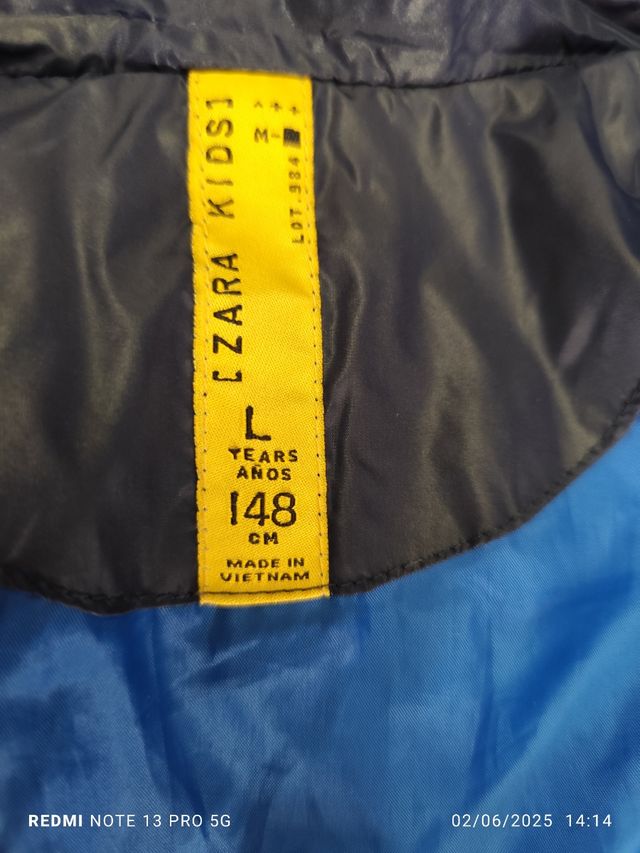 [ZARA KIDS]
^++
M-
LOT.984
L
YEARS
AÑOS
148
CM
MADE IN
VIETNAM
REDMI NOTE 13 PRO 5G
02/06/2025 14:14